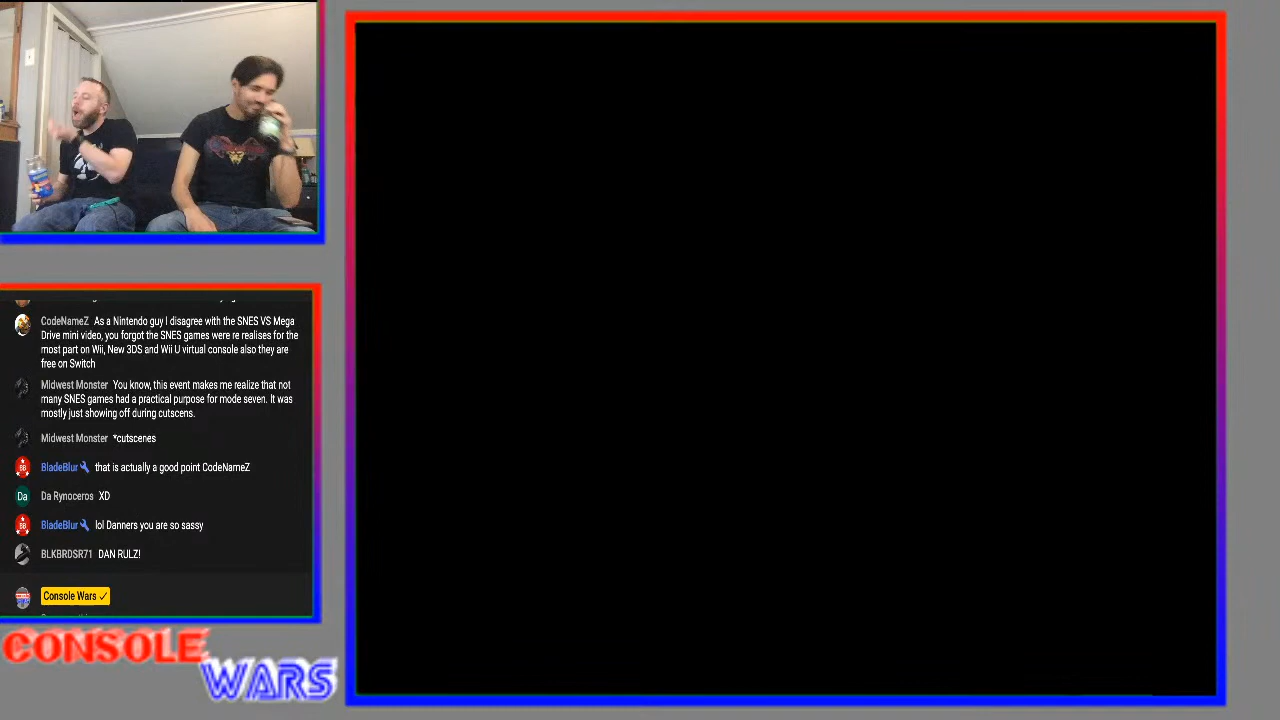 CodeNameZ As a Nintendo guy I disagree with the SNES VS Mega
Drive mini video, you forgot the SNES games were re realises for the
most part on Wii, New 3DS and Wii U virtual console also they are
free on Switch
Midwest Monster You know, this event makes me realize that not
many SNES games had a practical purpose for mode seven. It was
mostly just showing off during cutscens.
Midwest Monster *cutscenes
BB BladeBlur that is actually a good point CodeNameZ
Da Da Rynoceros XD
BB BladeBlur lol Danners you are so sassy
BLKBRDSR71 DAN RULZ!
Console Wars ✓
CONSOLE
WARS